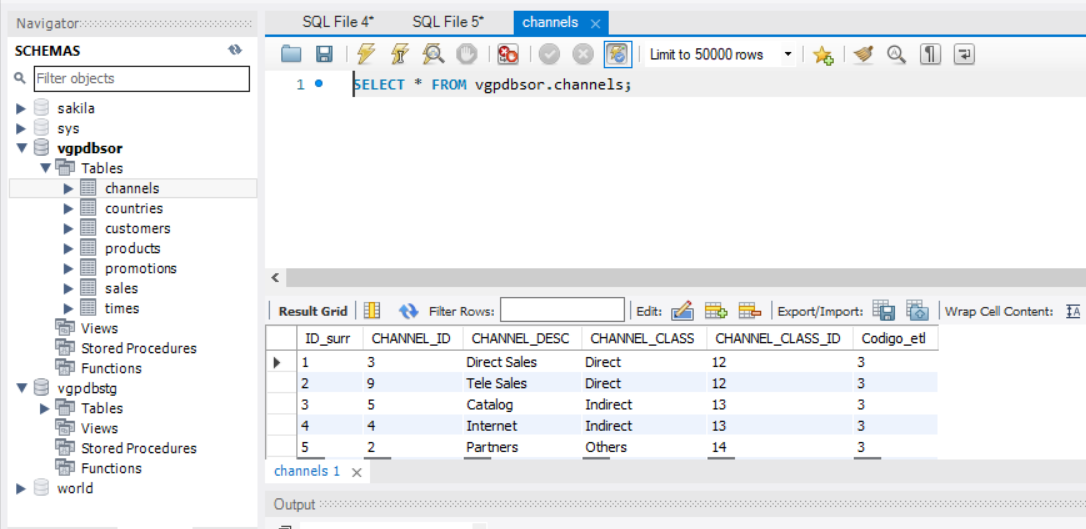 Navigator
SCHEMAS
Filter objects
sakila
sys
vgpdbsor
Tables
channels
countries
customers
products
promotions
sales
times
Views
Stored Procedures
Functions
vgpdbstg
Tables
Views
Stored Procedures
Functions
world
SQL File 4* SQL File 5* channels
Limit to 50000 rows
1 SELECT * FROM vgpdbsor.channels;
Result Grid Filter Rows: Edit: Export/Import: Wrap Cell Content:
ID_surr CHANNEL_ID CHANNEL_DESC CHANNEL_CLASS CHANNEL_CLASS_ID Codigo_etl
1 3 Direct Sales Direct 12 3
2 9 Tele Sales Direct 12 3
3 5 Catalog Indirect 13 3
4 4 Internet Indirect 13 3
5 2 Partners Others 14 3
channels 1
Output